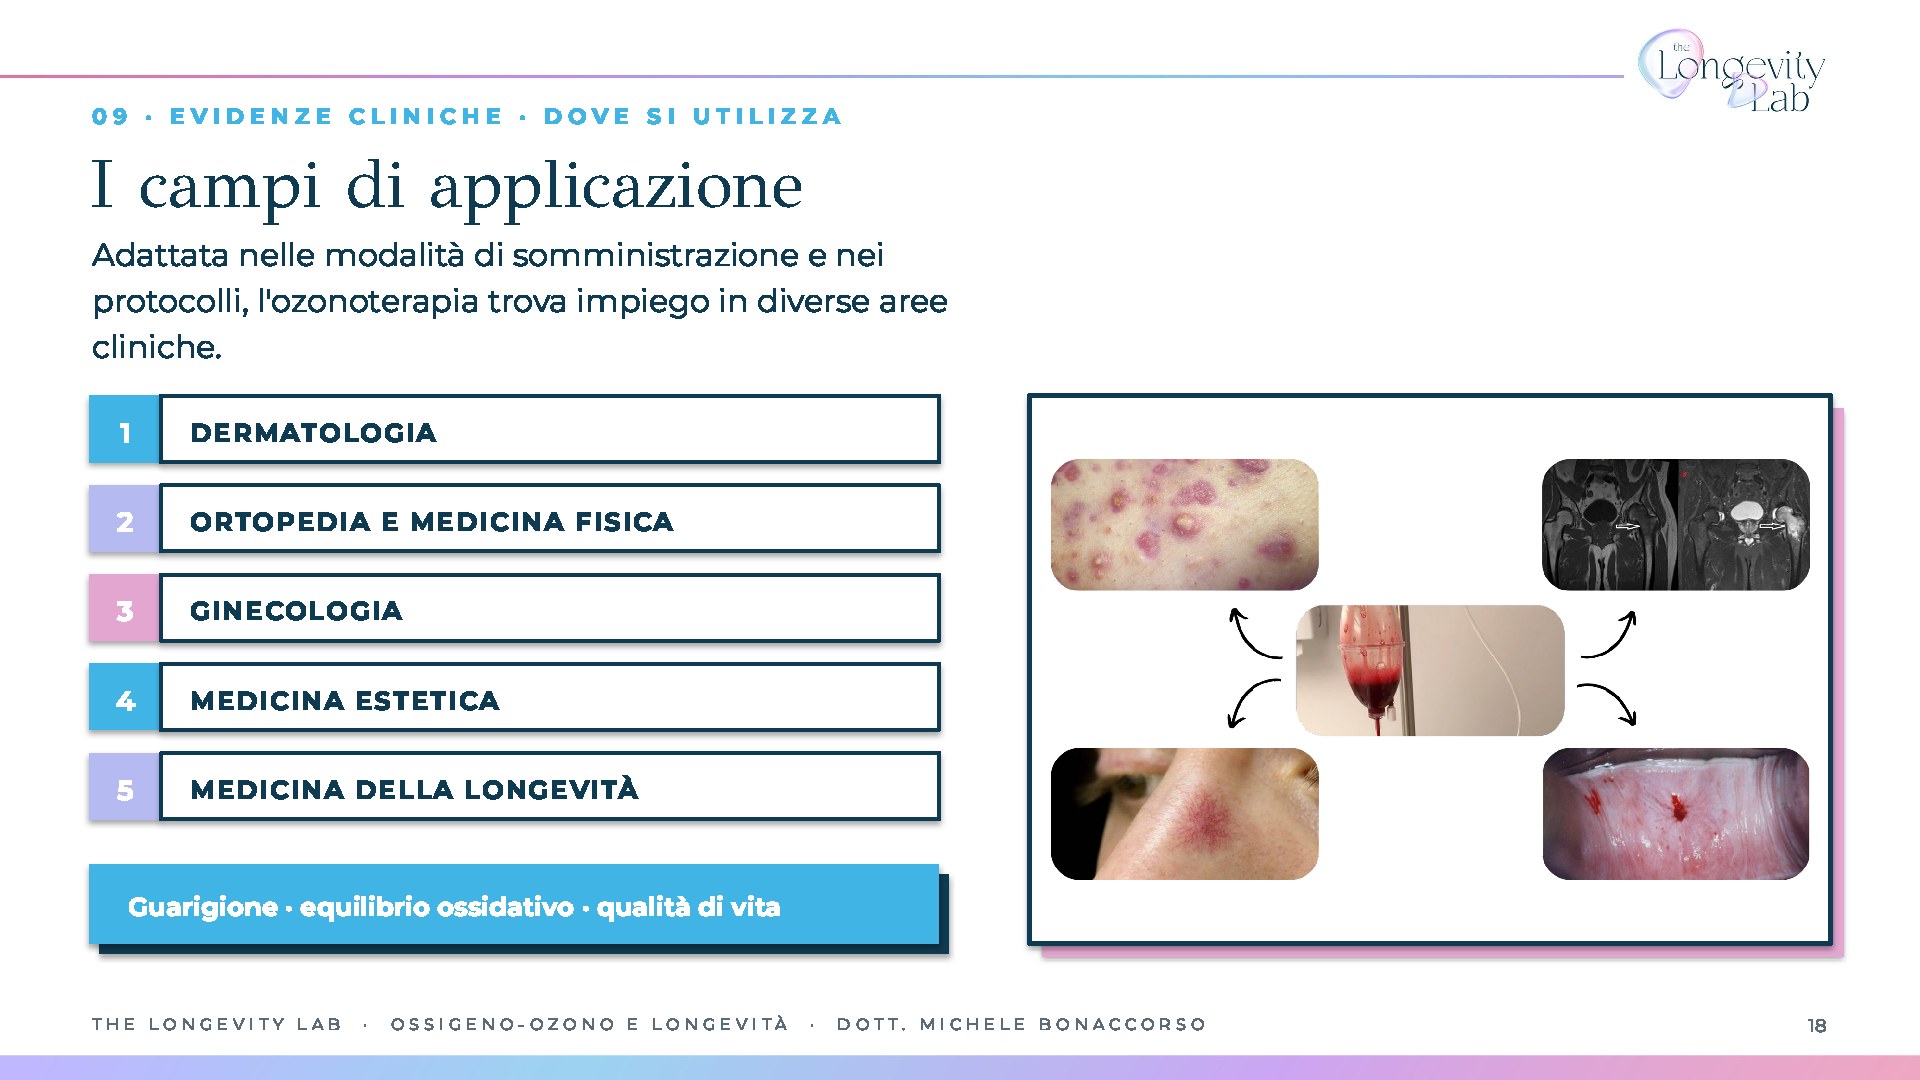 the
Longevity
Lab
09 · EVIDENZE CLINICHE · DOVE SI UTILIZZA
I campi di applicazione
Adattata nelle modalità di somministrazione e nei
protocolli, l'ozonoterapia trova impiego in diverse aree
cliniche.
1 DERMATOLOGIA
2 ORTOPEDIA E MEDICINA FISICA
3 GINECOLOGIA
4 MEDICINA ESTETICA
5 MEDICINA DELLA LONGEVITÀ
Guarigione · equilibrio ossidativo · qualità di vita
THE LONGEVITY LAB · OSSIGENO-OZONO E LONGEVITÀ · DOTT. MICHELE BONACCORSO
18